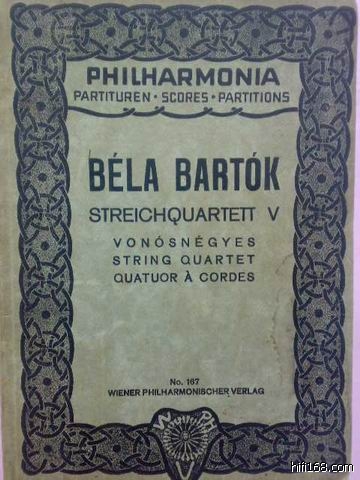 PHILHARMONIA
PARTITUREN • SCORES • PARTITIONS
BÉLA BARTÓK
STREICHQUARTETT V
VONÓSNÉGYES
STRING QUARTET
QUATUOR À CORDES
No. 167
WIENER PHILHARMONISCHER VERLAG
W PH V
hifi168.com